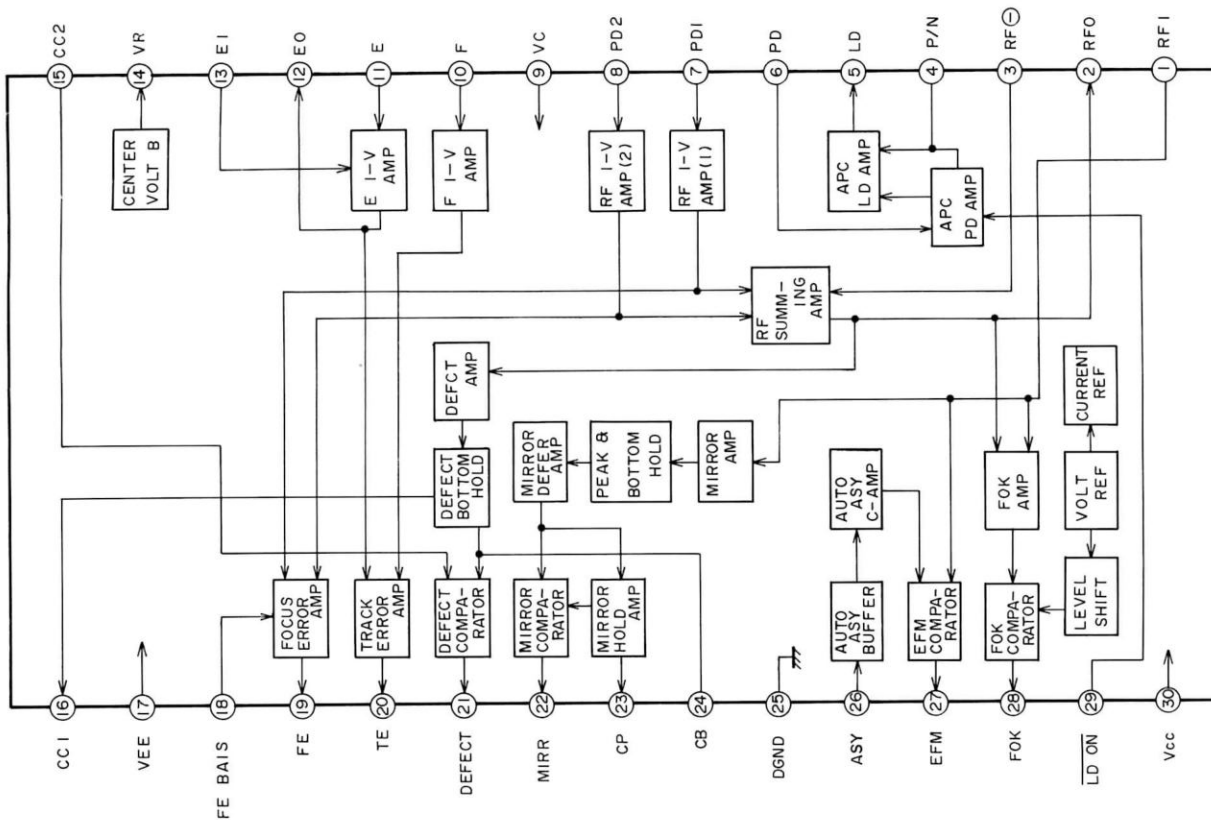 15 CC2
14 VR
13 EI
12 EO
11 E
10 F
9 VC
8 PD2
7 PD1
6 PD
5 LD
4 P/N
3 RF⊖
2 RFO
1 RFI
CENTER
VOLT B
E I-V
AMP
F I-V
AMP
RF I-V
AMP(2)
RF I-V
AMP(1)
APC
LD AMP
APC
PD AMP
RF
SUMM-
ING
AMP
DEFCT
AMP
DEFECT
BOTTOM
HOLD
MIRROR
DEFER
AMP
PEAK &
BOTTOM
HOLD
MIRROR
AMP
AUTO
ASY
C-AMP
FOK
AMP
CURRENT
REF
VOLT
REF
FOCUS
ERROR
AMP
TRACK
ERROR
AMP
DEFECT
COMPA-
RATOR
MIRROR
COMPA-
RATOR
MIRROR
HOLD
AMP
AUTO
ASY
BUFFER
EFM
COMPA-
RATOR
FOK
COMPA-
RATOR
LEVEL
SHIFT
16 CC1
17 VEE
18 FE BAIS
19 FE
20 TE
21 DEFECT
22 MIRR
23 CP
24 CB
25 DGND
26 ASY
27 EFM
28 FOK
29 LD ON
30 Vcc